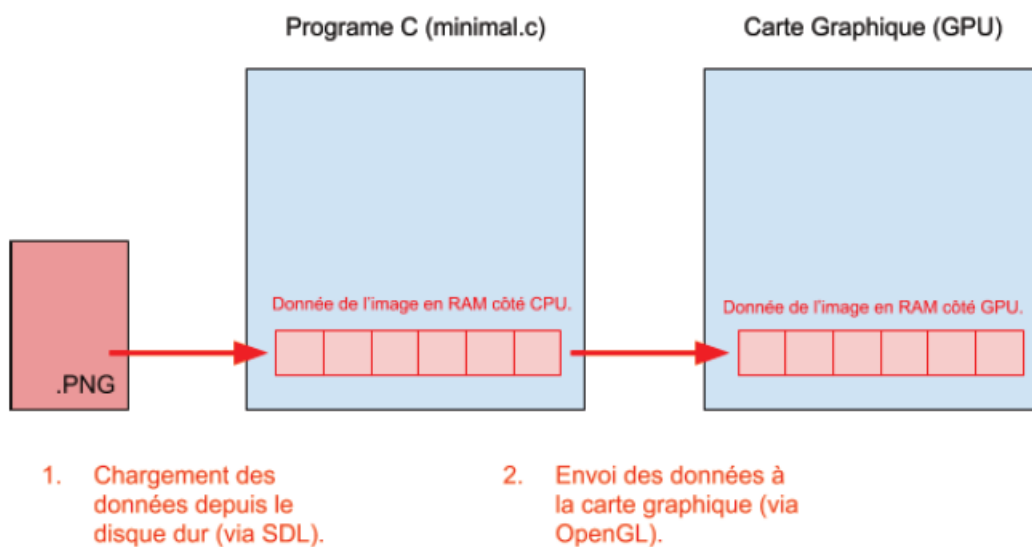 Programe C (minimal.c)
Carte Graphique (GPU)
Donnée de l'image en RAM côté CPU.
Donnée de l'image en RAM côté GPU.
.PNG
1. Chargement des
données depuis le
disque dur (via SDL).
2. Envoi des données à
la carte graphique (via
OpenGL).